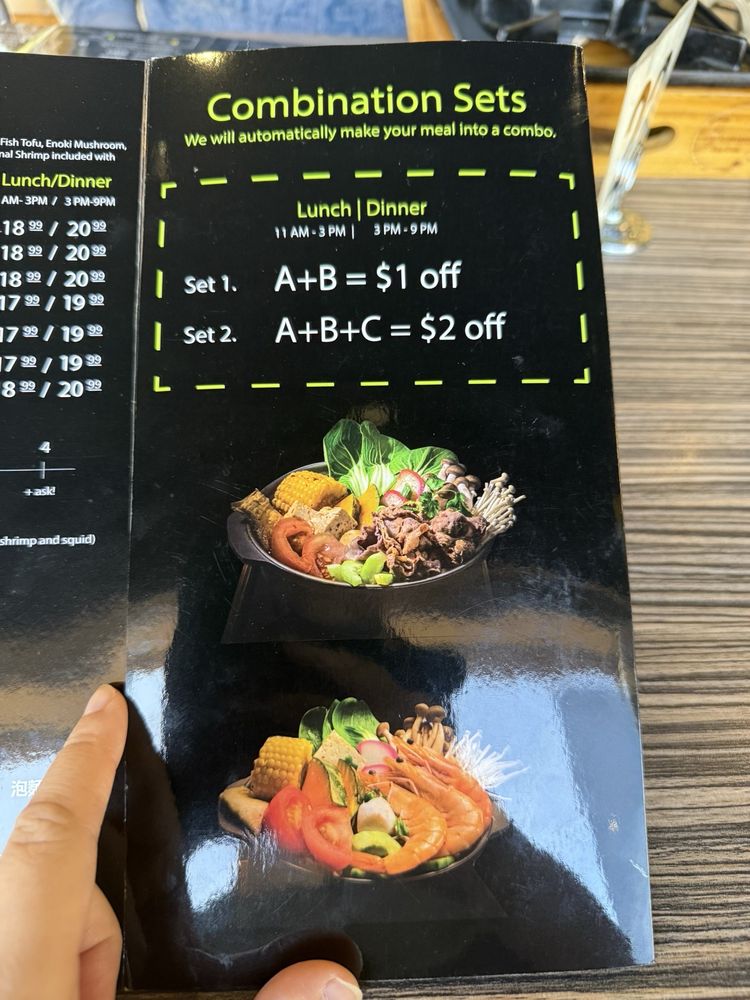 Fish Tofu, Enoki Mushroom,
nal Shrimp included with
Lunch/Dinner
AM- 3PM / 3 PM-9PM
18 99 / 20 99
18 99 / 20 99
18 99 / 20 99
17 99 / 19 99
17 99 / 19 99
17 99 / 19 99
8 99 / 20 99
4
+ ask!
shrimp and squid)
泡麵
Combination Sets
We will automatically make your meal into a combo.
Lunch | Dinner
11 AM - 3 PM | 3 PM - 9 PM
Set 1. A+B = $1 off
Set 2. A+B+C = $2 off